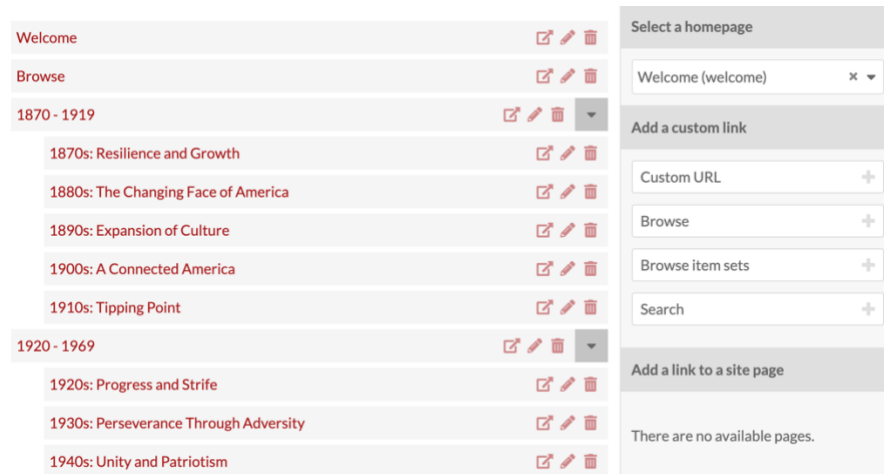 Welcome
Browse
1870 - 1919
1870s: Resilience and Growth
1880s: The Changing Face of America
1890s: Expansion of Culture
1900s: A Connected America
1910s: Tipping Point
1920 - 1969
1920s: Progress and Strife
1930s: Perseverance Through Adversity
1940s: Unity and Patriotism
Select a homepage
Welcome (welcome)
Add a custom link
Custom URL
Browse
Browse item sets
Search
Add a link to a site page
There are no available pages.